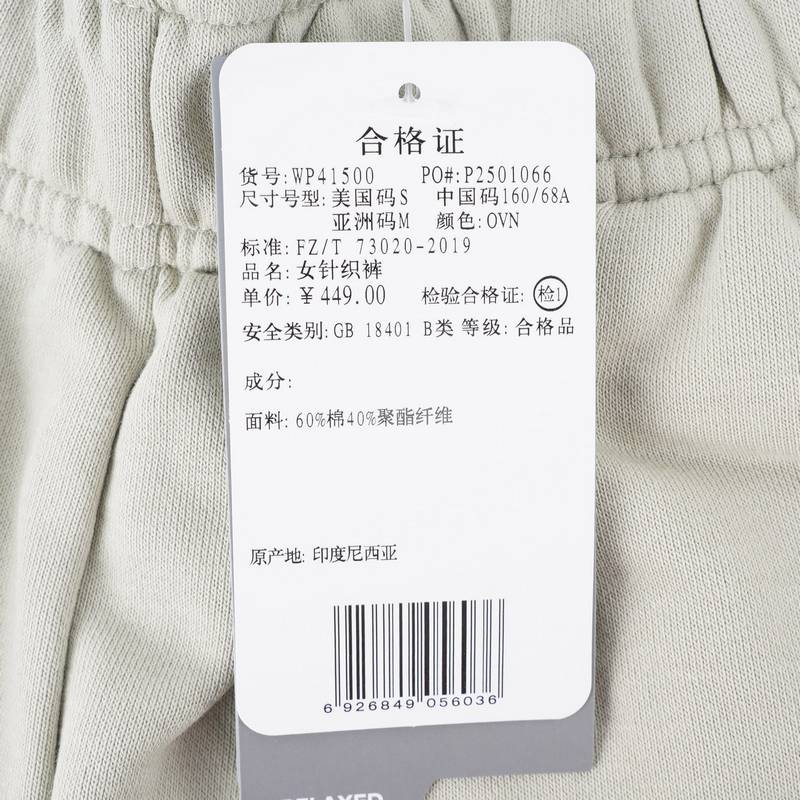 合格证
货号:WP41500 PO#:P2501066
尺寸号型:美国码S 中国码160/68A
亚洲码M 颜色:OVN
标准:FZ/T 73020-2019
品名:女针织裤
单价:¥449.00 检验合格证:检1
安全类别:GB 18401 B类 等级:合格品
成分:
面料:60%棉40%聚酯纤维
原产地:印度尼西亚
6 926849 056036
RELAXED